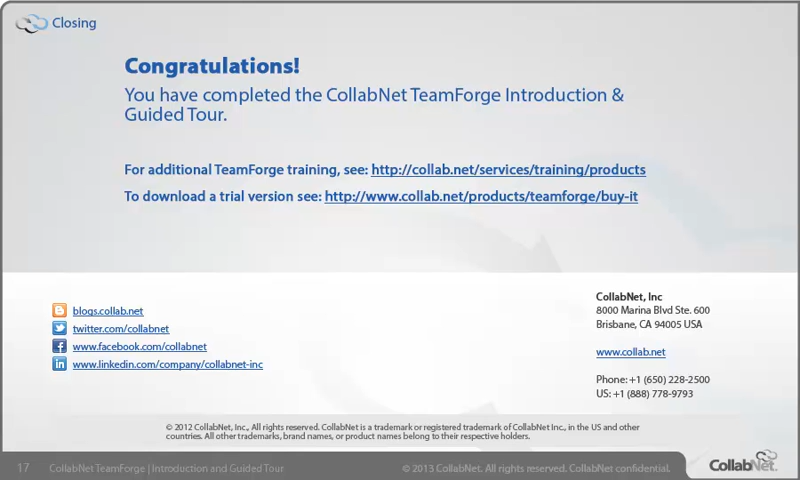 Closing
Congratulations!
You have completed the CollabNet TeamForge Introduction &
Guided Tour.
For additional TeamForge training, see: http://collab.net/services/training/products
To download a trial version see: http://www.collab.net/products/teamforge/buy-it
blogs.collab.net
twitter.com/collabnet
www.facebook.com/collabnet
www.linkedin.com/company/collabnet-inc
CollabNet, Inc
8000 Marina Blvd Ste. 600
Brisbane, CA 94005 USA
www.collab.net
Phone: +1 (650) 228-2500
US: +1 (888) 778-9793
© 2012 CollabNet, Inc., All rights reserved. CollabNet is a trademark or registered trademark of CollabNet Inc., in the US and other
countries. All other trademarks, brand names, or product names belong to their respective holders.
17 CollabNet TeamForge | Introduction and Guided Tour © 2013 CollabNet. All rights reserved. CollabNet confidential. CollabNet.